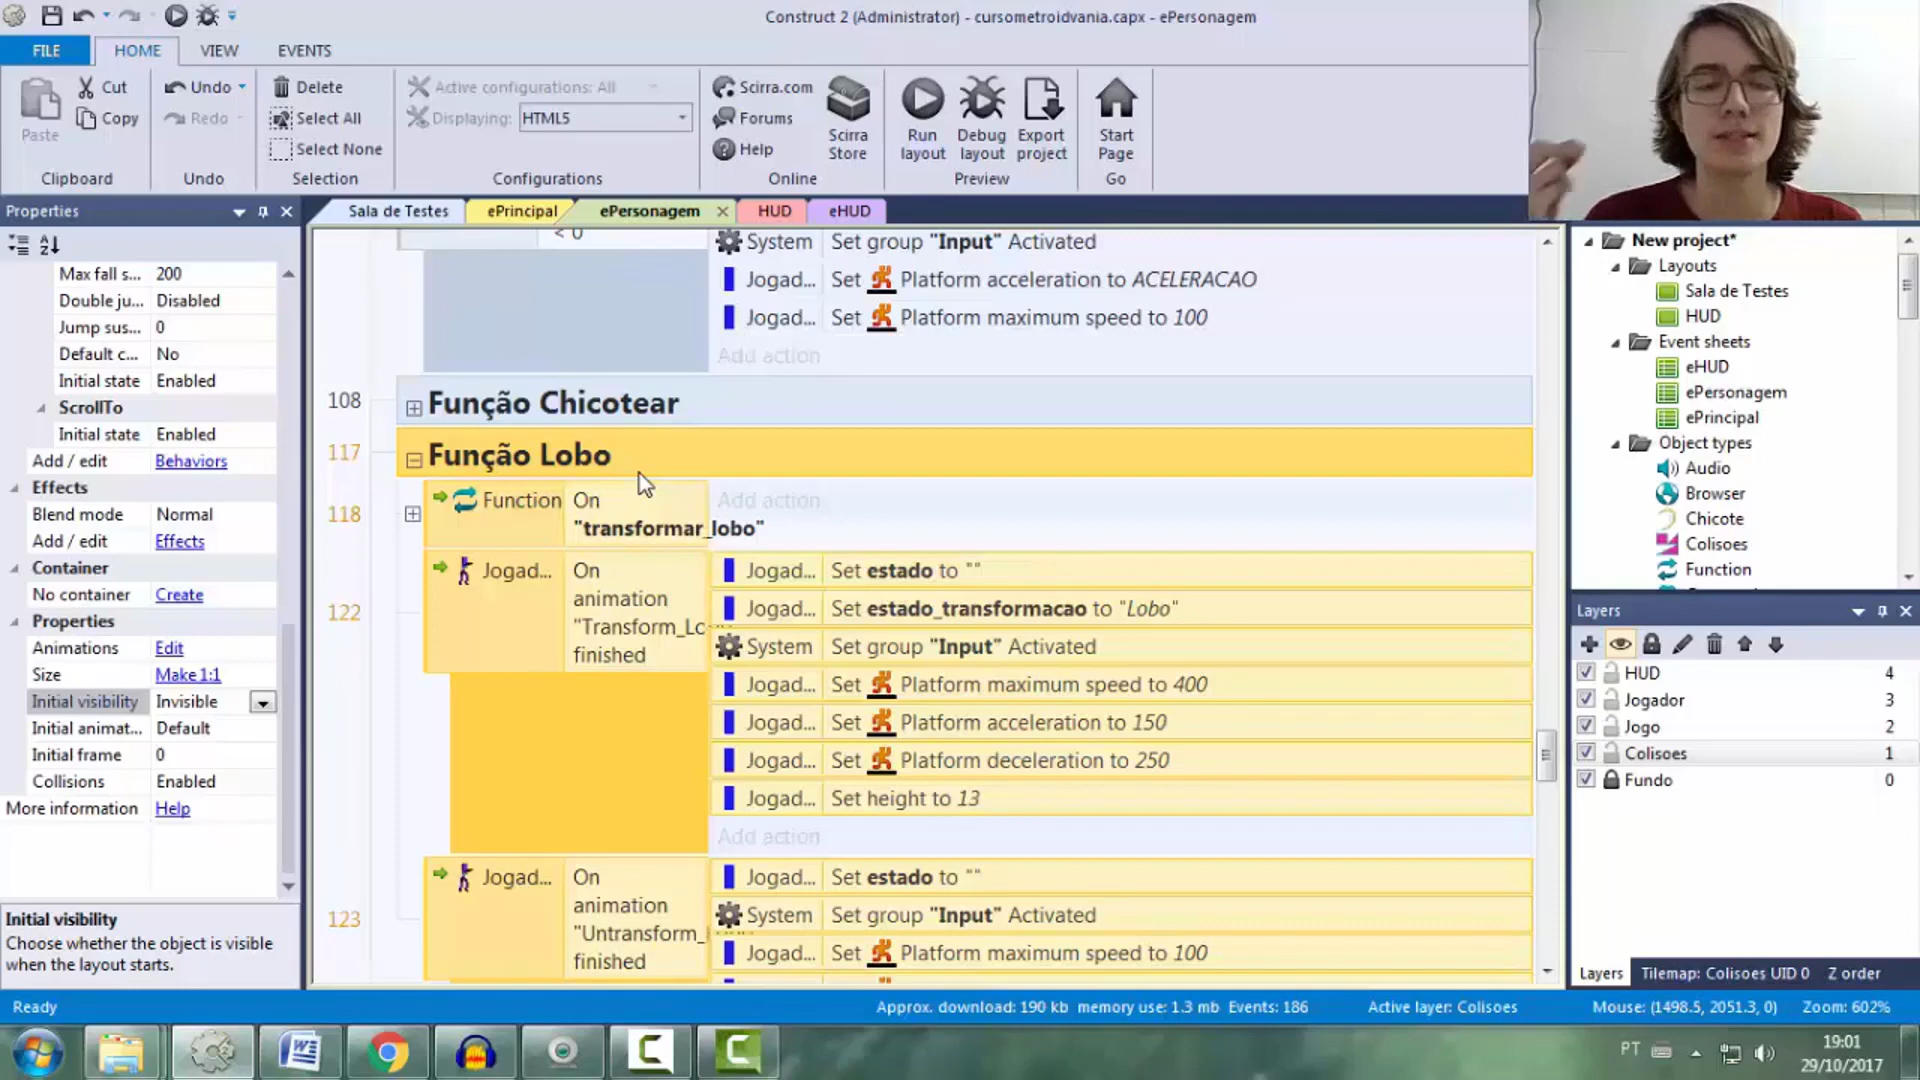 Construct 2 (Administrator) - cursometroidvania.capx - ePersonagem
FILE HOME VIEW EVENTS
Paste
Cut
Copy
Clipboard
Undo
Redo
Undo
Delete
Select All
Select None
Selection
Active configurations: All
Displaying: HTML5
Configurations
Scirra.com
Forums
Help
Scirra Store
Online
Run layout
Debug layout
Export project
Preview
Start Page
Go
Properties
Sala de Testes ePrincipal ePersonagem HUD eHUD
Max fall s... 200
Double ju... Disabled
Jump sus... 0
Default c... No
Initial state Enabled
ScrollTo
Initial state Enabled
Add / edit Behaviors
Effects
Blend mode Normal
Add / edit Effects
Container
No container Create
Properties
Animations Edit
Size Make 1:1
Initial visibility Invisible
Initial animat... Default
Initial frame 0
Collisions Enabled
More information Help
Initial visibility
Choose whether the object is visible
when the layout starts.
< 0
System Set group "Input" Activated
Jogad... Set Platform acceleration to ACELERACAO
Jogad... Set Platform maximum speed to 100
Add action
108 Função Chicotear
117 Função Lobo
118 Function On "transformar_lobo" Add action
122 Jogad... On animation "Transform_Lo finished
Jogad... Set estado to ""
Jogad... Set estado_transformacao to "Lobo"
System Set group "Input" Activated
Jogad... Set Platform maximum speed to 400
Jogad... Set Platform acceleration to 150
Jogad... Set Platform deceleration to 250
Jogad... Set height to 13
Add action
123 Jogad... On animation "Untransform_ finished
Jogad... Set estado to ""
System Set group "Input" Activated
Jogad... Set Platform maximum speed to 100
New project*
Layouts
Sala de Testes
HUD
Event sheets
eHUD
ePersonagem
ePrincipal
Object types
Audio
Browser
Chicote
Colisoes
Function
Layers
HUD 4
Jogador 3
Jogo 2
Colisoes 1
Fundo 0
Layers Tilemap: Colisoes UID 0 Z order
Ready Approx. download: 190 kb memory use: 1.3 mb Events: 186 Active layer: Colisoes Mouse: (1498.5, 2051.3, 0) Zoom: 602%
PT
19:01
29/10/2017